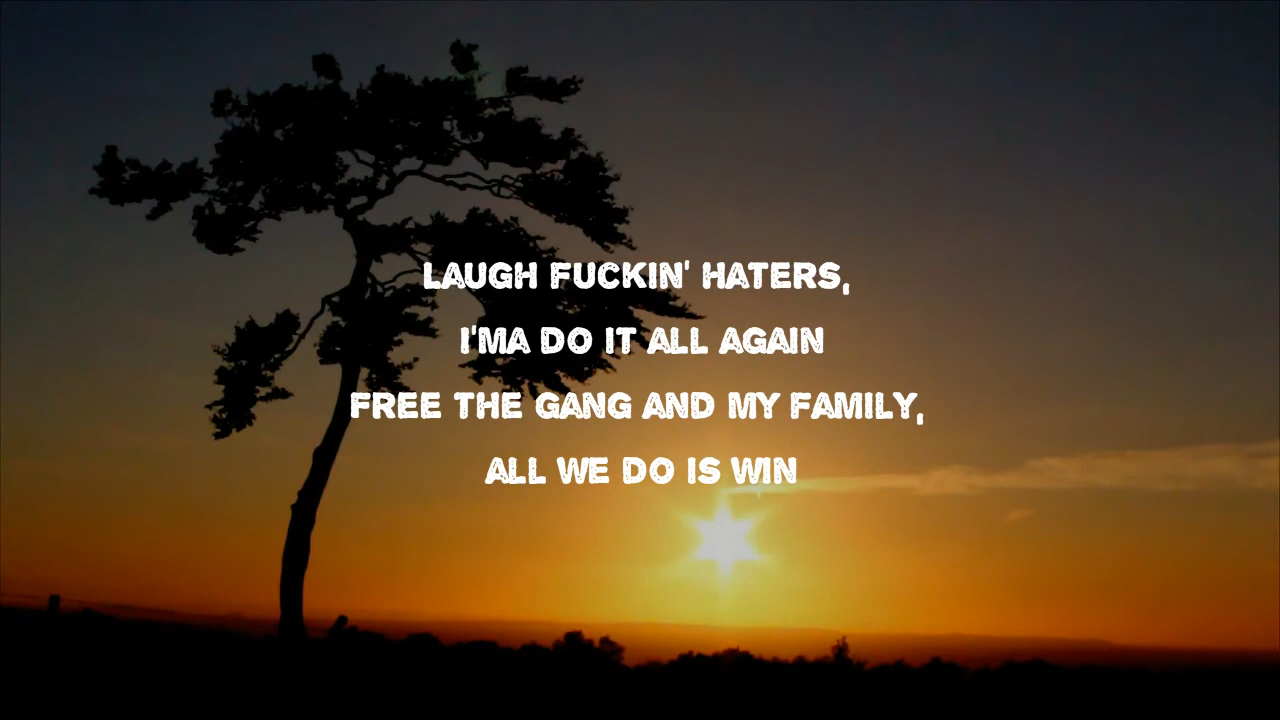 LAUGH FUCKIN' HATERS,
I'MA DO IT ALL AGAIN
FREE THE GANG AND MY FAMILY,
ALL WE DO IS WIN